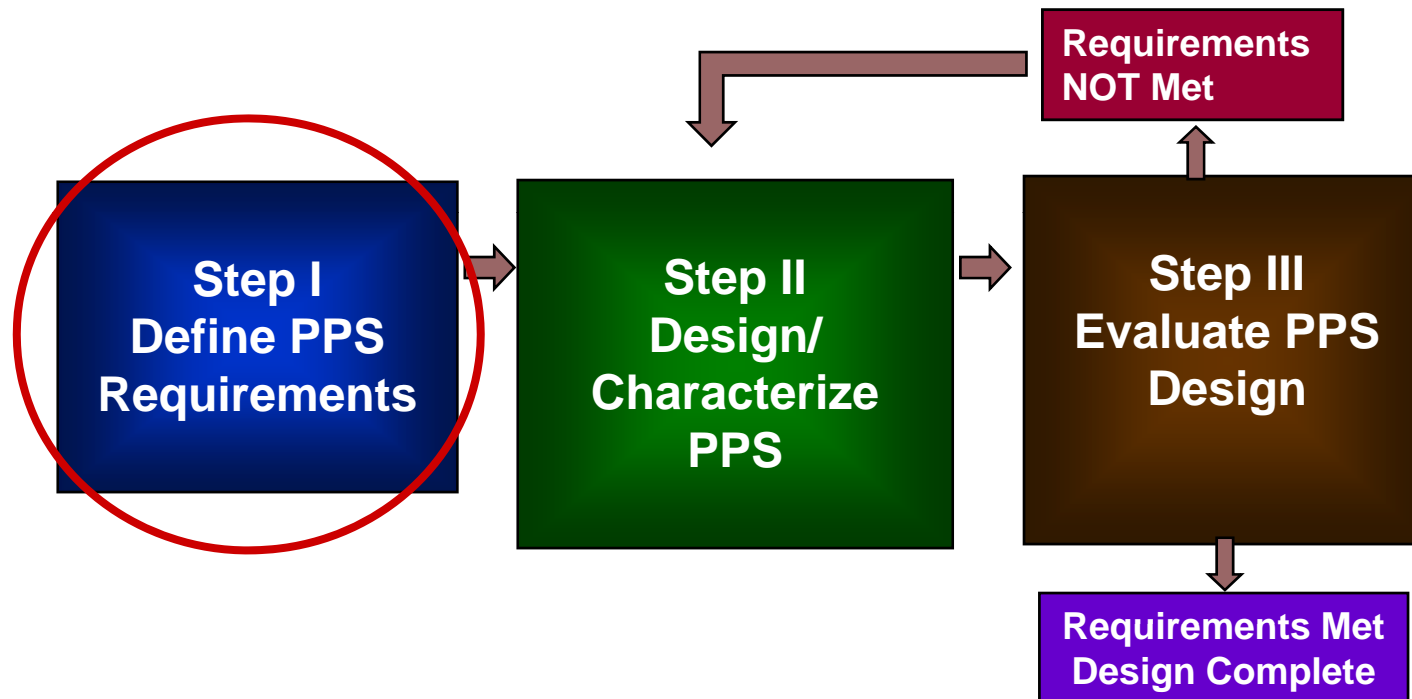 Requirements
NOT Met
Step I
Define PPS
Requirements
Step II
Design/
Characterize
PPS
Step III
Evaluate PPS
Design
Requirements Met
Design Complete